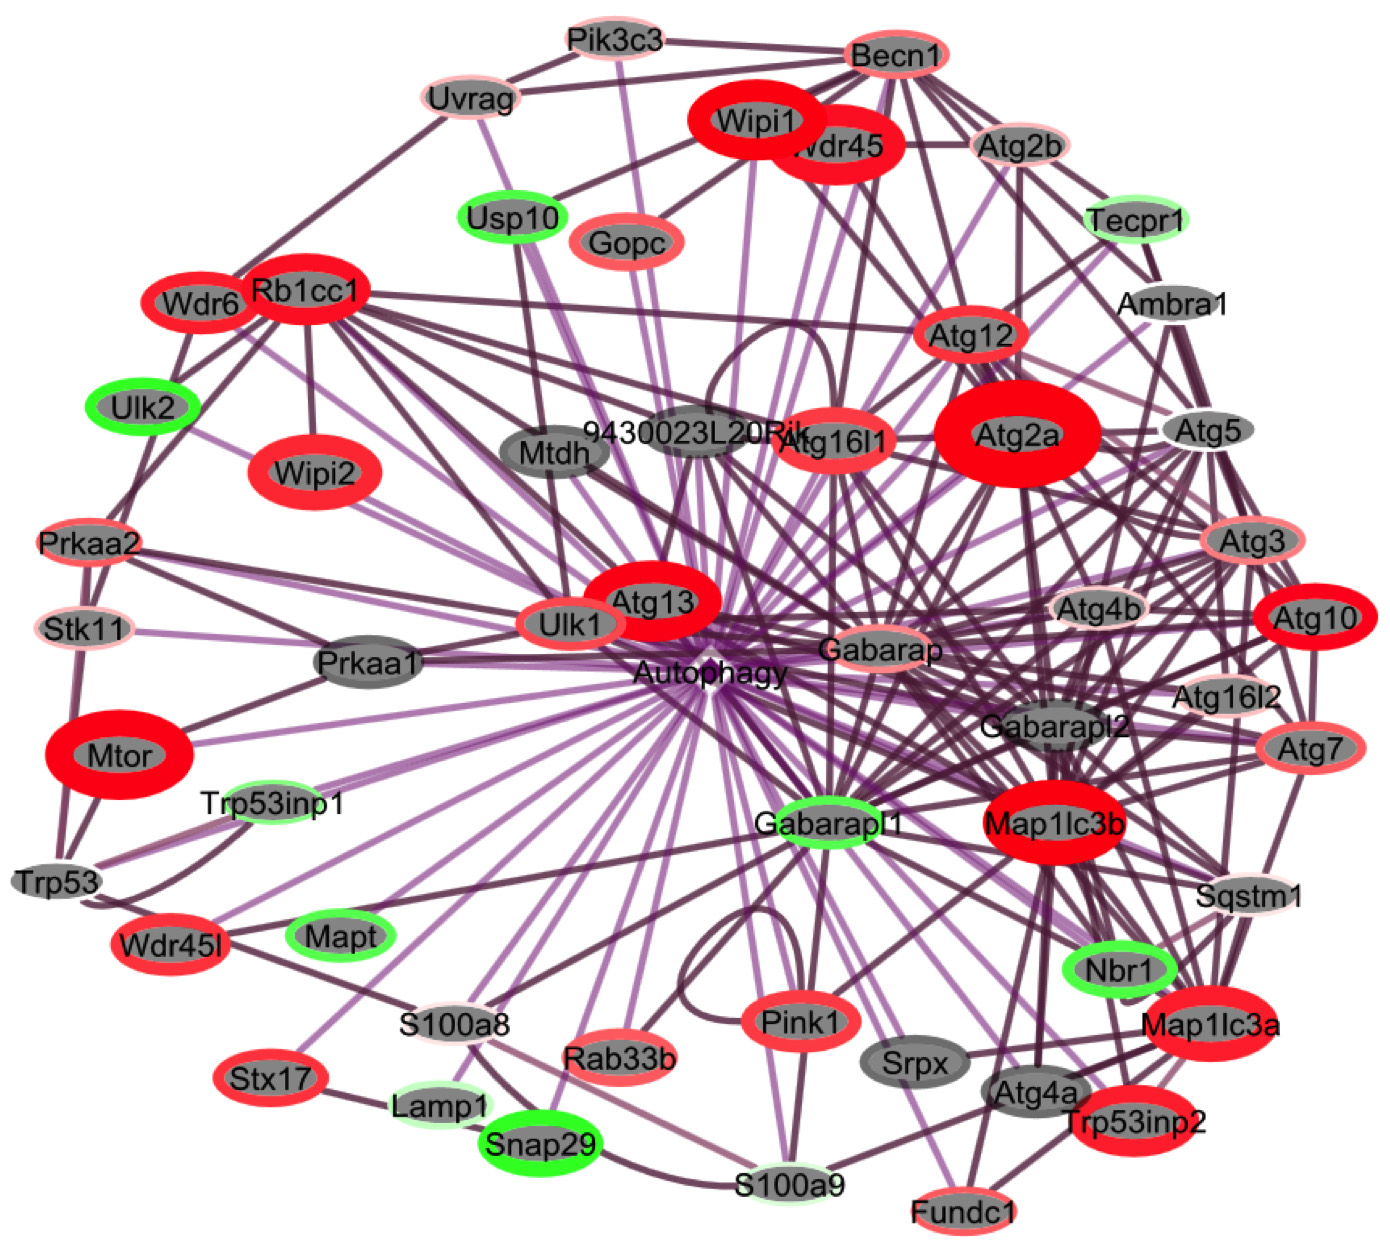 Pik3c3
Becn1
Uvrag
Wipi1
Wdr45
Atg2b
Usp10
Tecpr1
Gopc
Rb1cc1
Wdr6
Ambra1
Atg12
Ulk2
9430023L20Rik
Atg16l1
Atg2a
Atg5
Mtdh
Wipi2
Prkaa2
Atg3
Atg13
Atg4b
Atg10
Stk11
Ulk1
Gabarap
Prkaa1
Autophagy
Atg16l2
Gabarapl2
Atg7
Mtor
Trp53inp1
Gabarapl1
Map1lc3b
Trp53
Sqstm1
Wdr45l
Mapt
Nbr1
S100a8
Pink1
Map1lc3a
Rab33b
Srpx
Stx17
Atg4a
Lamp1
Trp53inp2
Snap29
S100a9
Fundc1